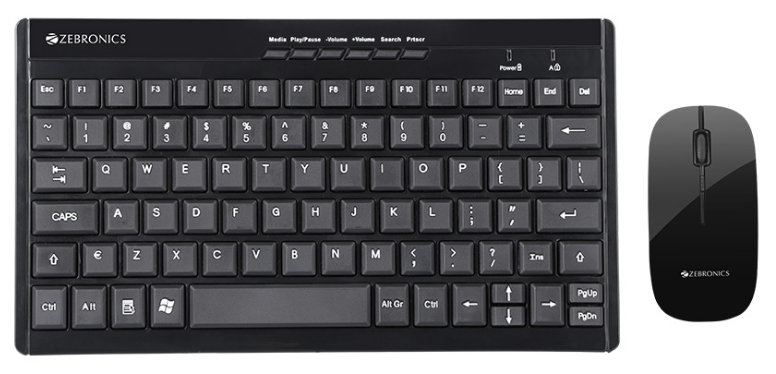 ZEBRONICS
Media Play/Pause -Volume +Volume Search Prtscr
Power A
Esc F1 F2 F3 F4 F5 F6 F7 F8 F9 F10 F11 F12 Home End Del
~ ! @ # $ % ^ & * ( ) — +
` 1 2 3 4 5 6 7 8 9 0 - =
Q W E R T Y U I O P { } |
[ ] \
CAPS A S D F G H J K L : "
; '
€ Z X C V B N M < > ? Ins
, . /
Ctrl Alt Alt Gr Ctrl PgUp
PgDn
ZEBRONICS